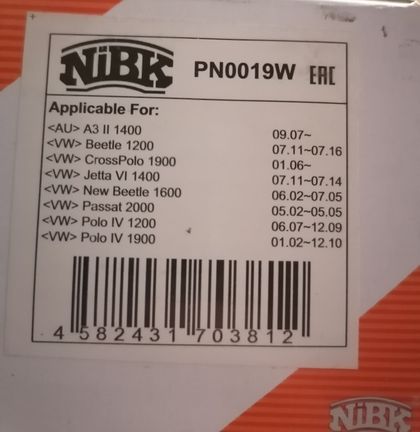 NiBK PN0019W EAC
Applicable For:
<AU> A3 II 1400 09.07~
<VW> Beetle 1200 07.11~07.16
<VW> CrossPolo 1900 01.06~
<VW> Jetta VI 1400 07.11~07.14
<VW> New Beetle 1600 06.02~07.05
<VW> Passat 2000 05.02~05.05
<VW> Polo IV 1200 06.07~12.09
<VW> Polo IV 1900 01.02~12.10
4 582431 703812
NiBK